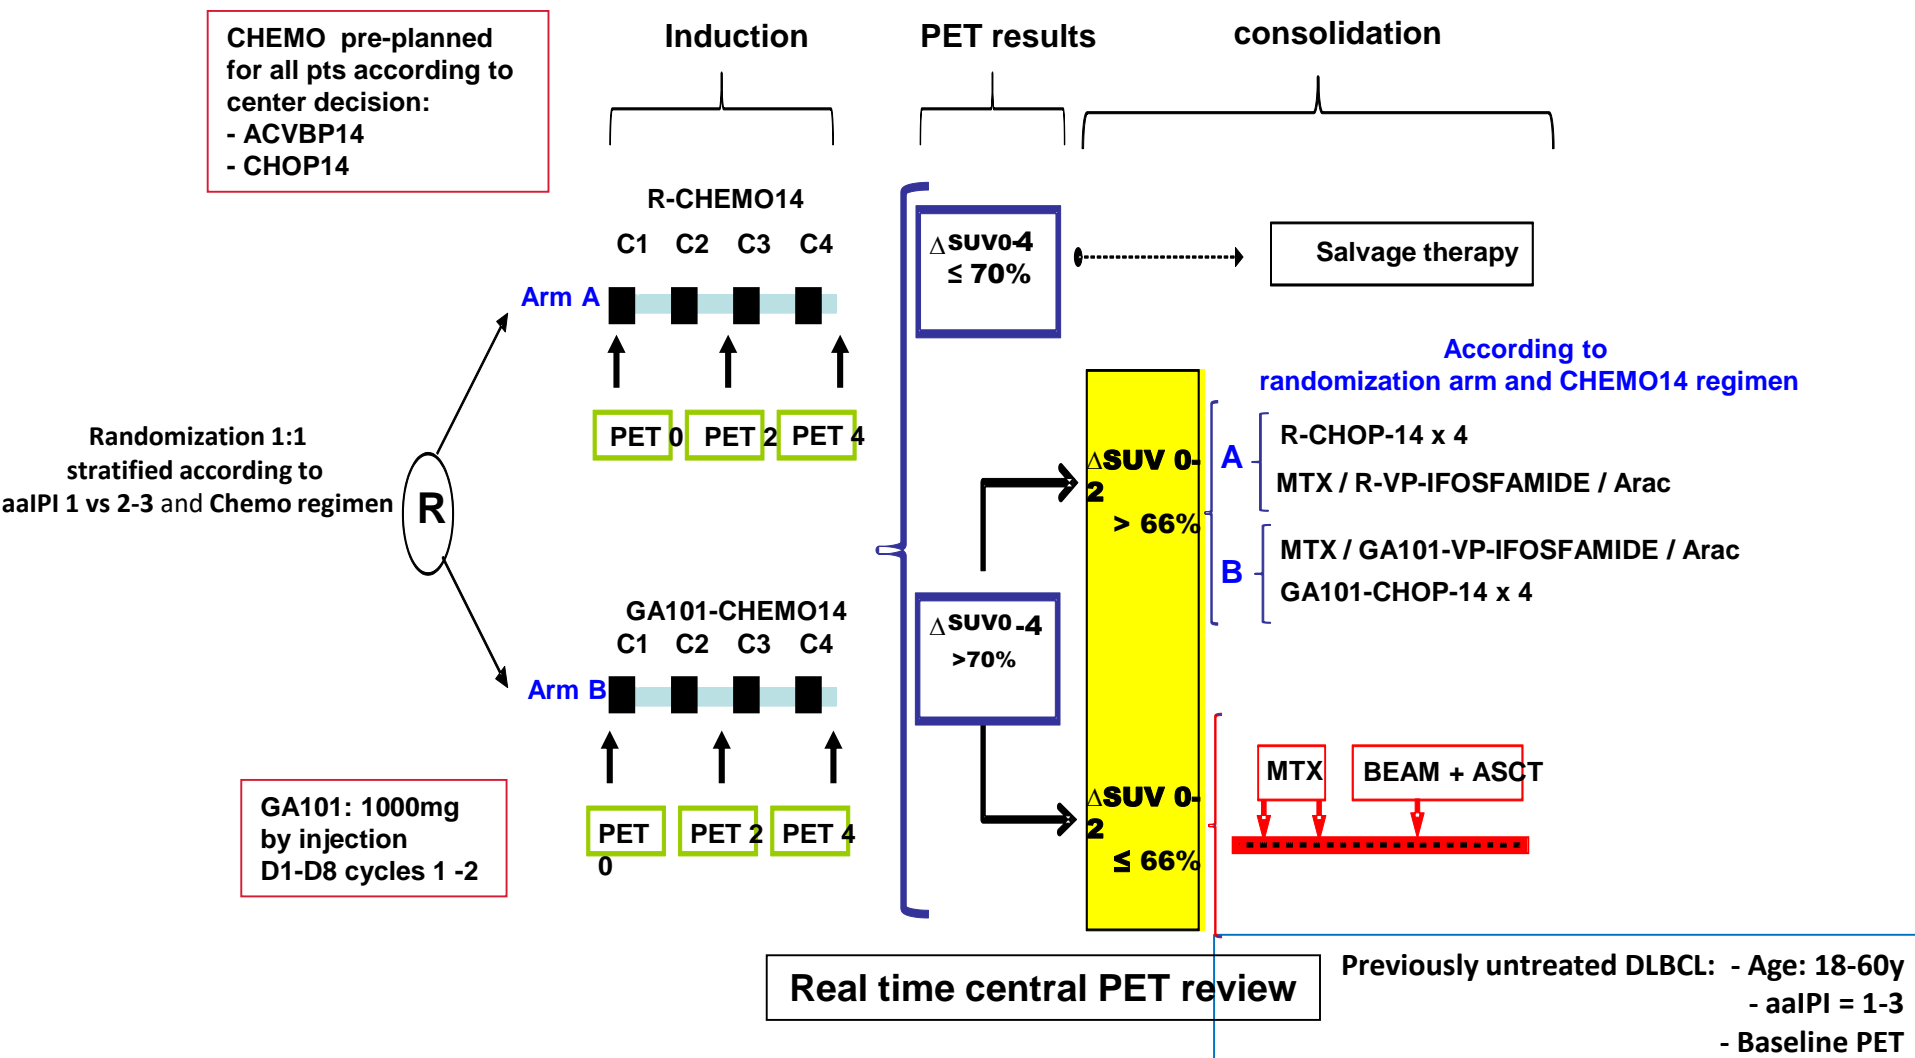 CHEMO pre-planned
for all pts according to
center decision:
- ACVBP14
- CHOP14
Induction
PET results
consolidation
R-CHEMO14
C1 C2 C3 C4
Arm A
PET 0 PET 2 PET 4
Randomization 1:1
stratified according to
aaIPI 1 vs 2-3 and Chemo regimen
R
GA101-CHEMO14
C1 C2 C3 C4
Arm B
PET
0
PET 2 PET 4
GA101: 1000mg
by injection
D1-D8 cycles 1 -2
∆SUV0-4
≤ 70%
Salvage therapy
∆SUV0-4
>70%
∆SUV 0-
2
> 66%
∆SUV 0-
2
≤ 66%
According to
randomization arm and CHEMO14 regimen
A
R-CHOP-14 x 4
MTX / R-VP-IFOSFAMIDE / Arac
B
MTX / GA101-VP-IFOSFAMIDE / Arac
GA101-CHOP-14 x 4
MTX
BEAM + ASCT
Real time central PET review
Previously untreated DLBCL: - Age: 18-60y
- aaIPI = 1-3
- Baseline PET